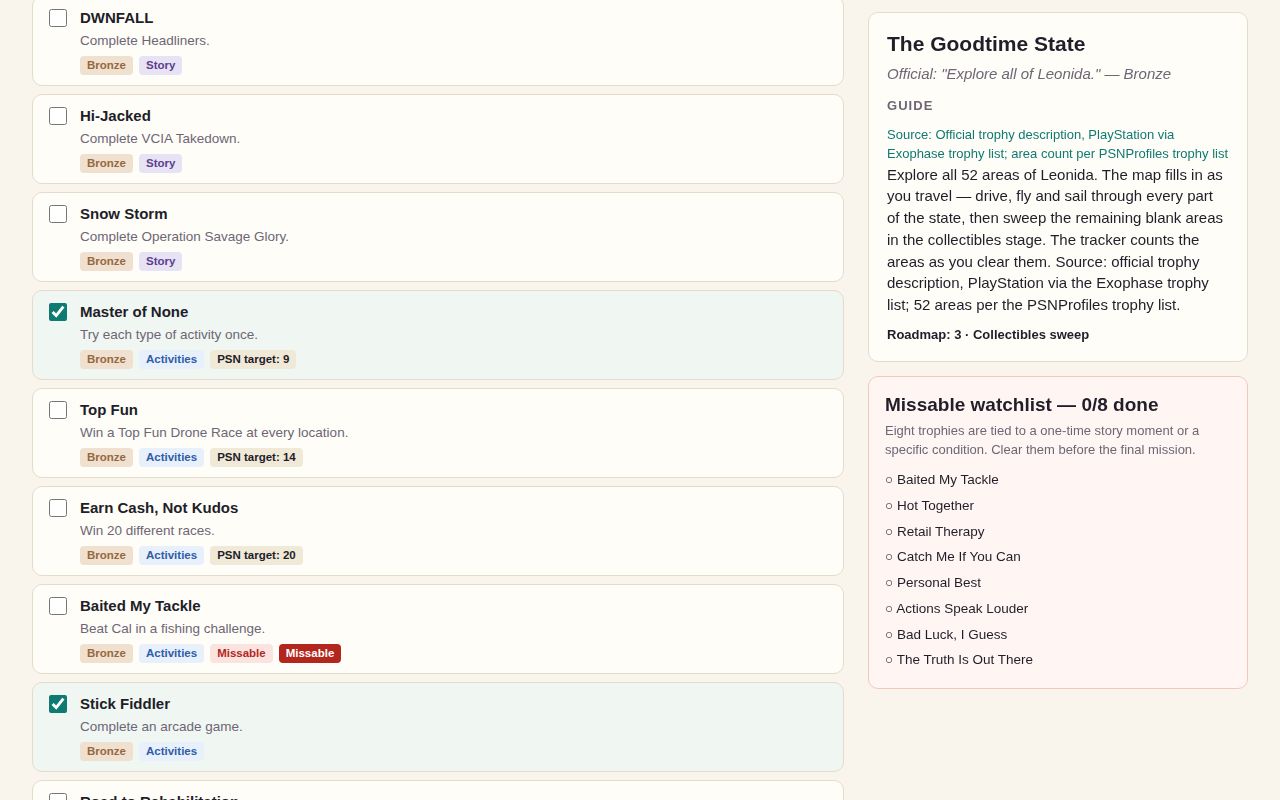 DWNFALL
Complete Headliners.
Bronze Story
Hi-Jacked
Complete VCIA Takedown.
Bronze Story
Snow Storm
Complete Operation Savage Glory.
Bronze Story
Master of None
Try each type of activity once.
Bronze Activities PSN target: 9
Top Fun
Win a Top Fun Drone Race at every location.
Bronze Activities PSN target: 14
Earn Cash, Not Kudos
Win 20 different races.
Bronze Activities PSN target: 20
Baited My Tackle
Beat Cal in a fishing challenge.
Bronze Activities Missable Missable
Stick Fiddler
Complete an arcade game.
Bronze Activities
Road to Rehabilitation
The Goodtime State
Official: "Explore all of Leonida." — Bronze
GUIDE
Source: Official trophy description, PlayStation via
Exophase trophy list; area count per PSNProfiles trophy list
Explore all 52 areas of Leonida. The map fills in as
you travel — drive, fly and sail through every part
of the state, then sweep the remaining blank areas
in the collectibles stage. The tracker counts the
areas as you clear them. Source: official trophy
description, PlayStation via the Exophase trophy
list; 52 areas per the PSNProfiles trophy list.
Roadmap: 3 · Collectibles sweep
Missable watchlist — 0/8 done
Eight trophies are tied to a one-time story moment or a
specific condition. Clear them before the final mission.
○ Baited My Tackle
○ Hot Together
○ Retail Therapy
○ Catch Me If You Can
○ Personal Best
○ Actions Speak Louder
○ Bad Luck, I Guess
○ The Truth Is Out There